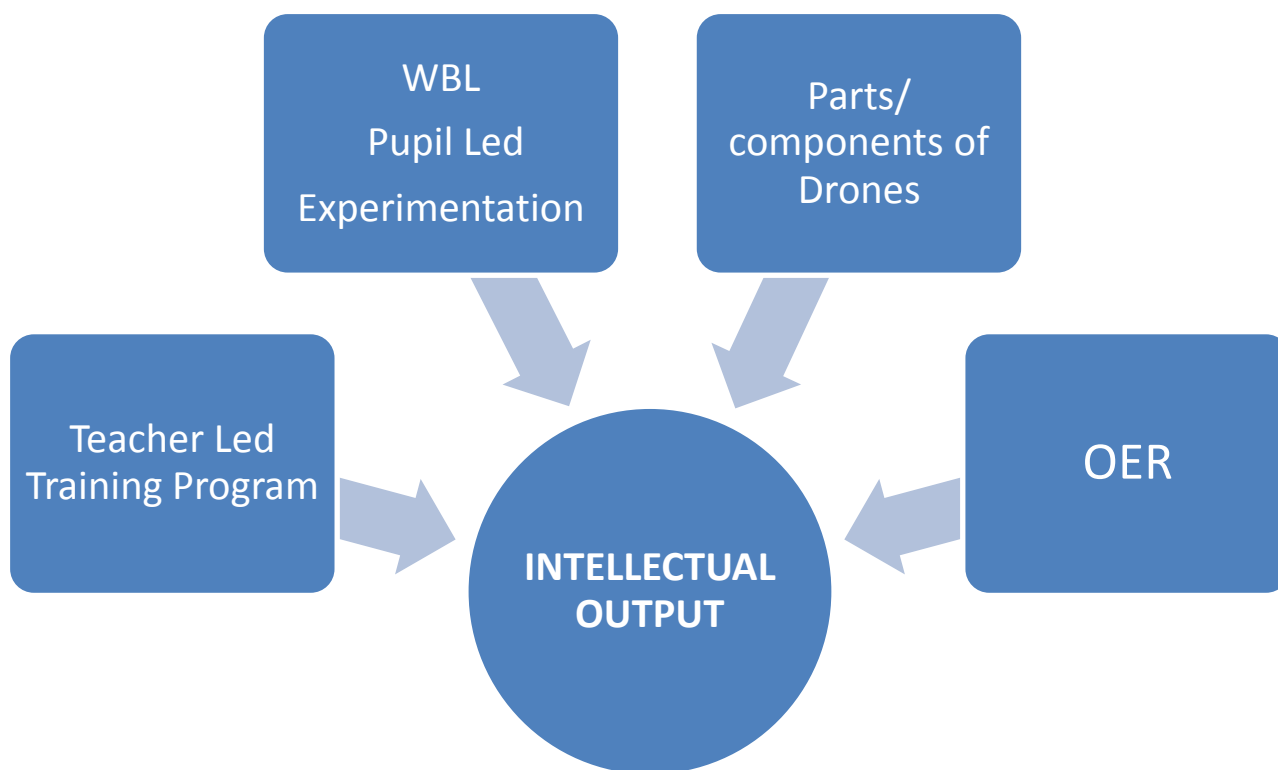 WBL
Pupil Led
Experimentation
Parts/
components of
Drones
Teacher Led
Training Program
OER
INTELLECTUAL
OUTPUT